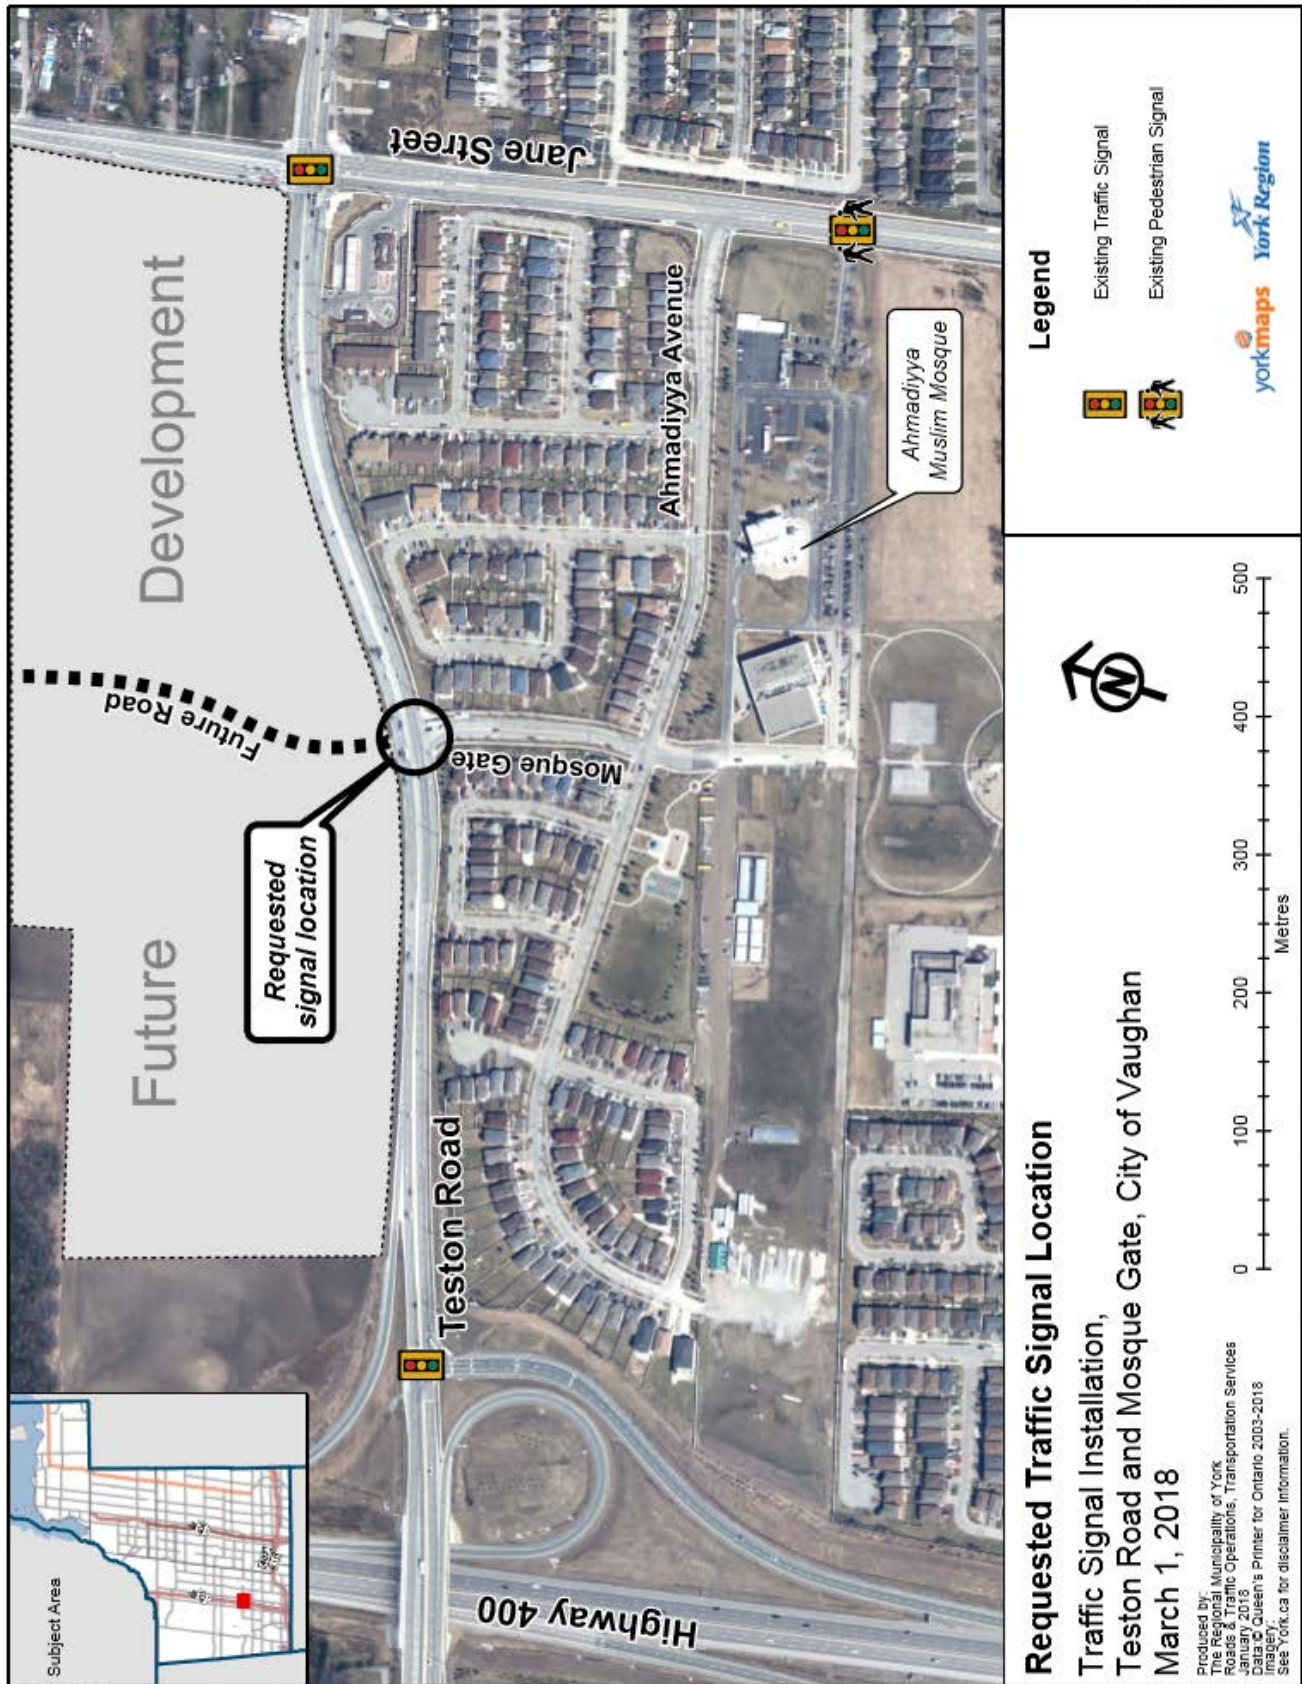 Subject Area
Future
Development
Future Road
Requested
signal location
Jane Street
Mosque Gate
Ahmadiyya Avenue
Ahmadiyya
Muslim Mosque
Teston Road
Highway 400
Requested Traffic Signal Location
Traffic Signal Installation,
Teston Road and Mosque Gate, City of Vaughan
March 1, 2018
Produced by:
The Regional Municipality of York
Roads & Traffic Operations, Transportation Services
January 2018
Data:© Queen's Printer for Ontario 2003-2018
Imagery:
See York.ca for disclaimer information.
N
0 100 200 300 400 500
Metres
Legend
Existing Traffic Signal
Existing Pedestrian Signal
yorkmaps York Region